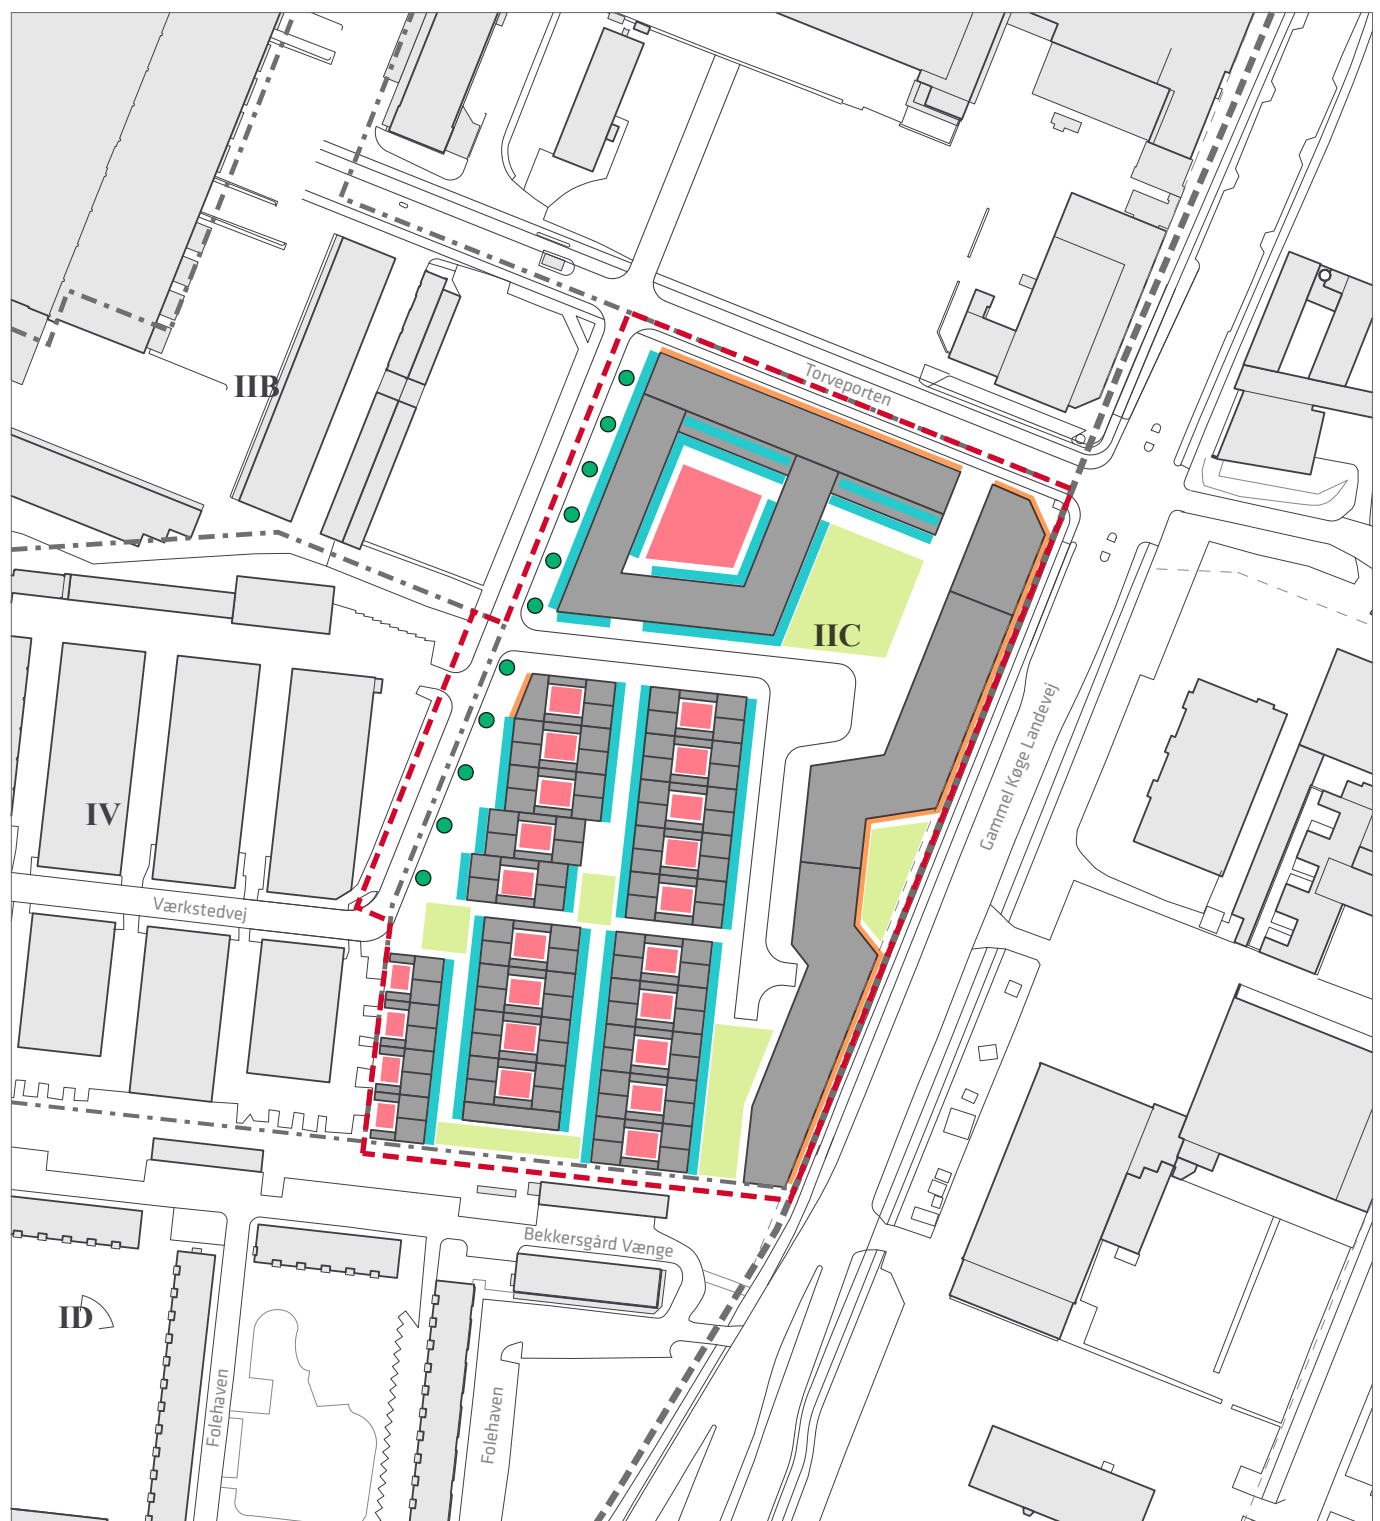 Torveporten
IIB
IIC
Gammel Køge Landevej
IV
Værkstedvej
Bekkersgård Vænge
ID
Folehaven
Folehaven